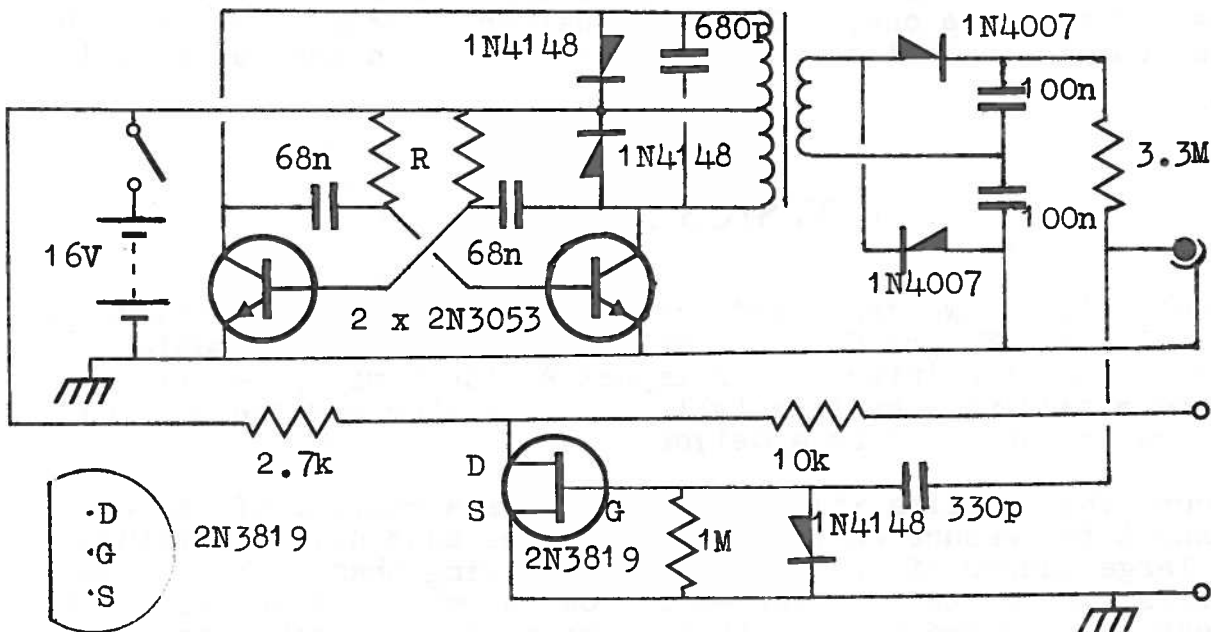 680p
1N4148
1N4007
100n
68n
R
1N4148
3.3M
100n
16V
68n
1N4007
2 x 2N3053
2.7k
D
10k
S
G
1N4148
330p
D
2N3819
1M
G
2N3819
S